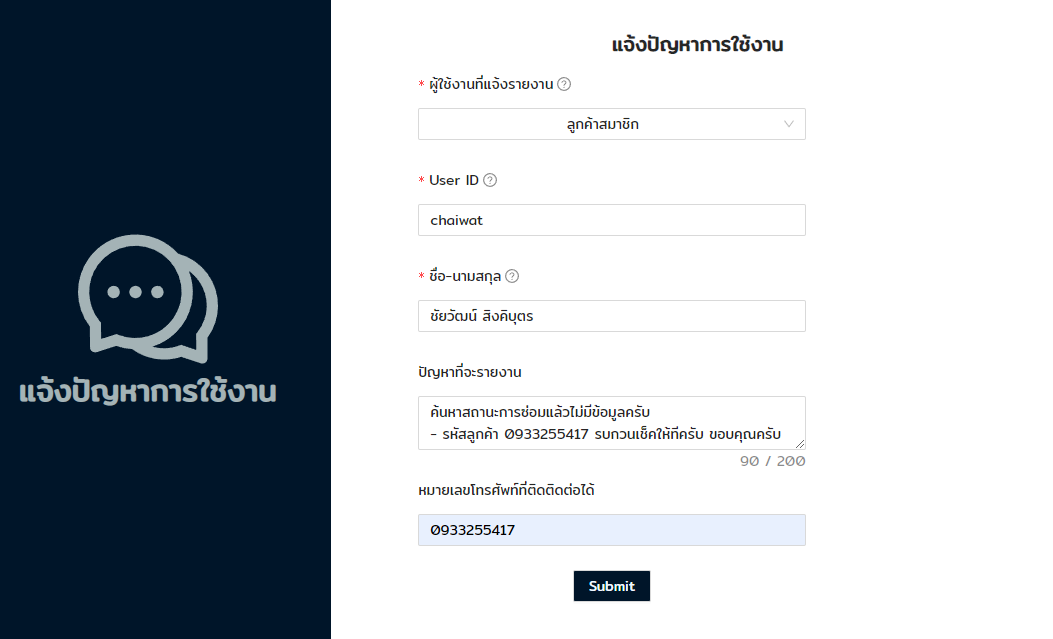 แจ้งปัญหาการใช้งาน
แจ้งปัญหาการใช้งาน
* ผู้ใช้งานที่แจ้งรายงาน
ลูกค้าสมาชิก
* User ID
chaiwat
* ชื่อ-นามสกุล
ชัยวัฒน์ สิงคิบุตร
ปัญหาที่จะรายงาน
ค้นหาสถานะการซ่อมแล้วไม่มีข้อมูลครับ
- รหัสลูกค้า 0933255417 รบกวนเช็คให้ทีครับ ขอบคุณครับ
90 / 200
หมายเลขโทรศัพท์ที่ติดติดต่อได้
0933255417
Submit